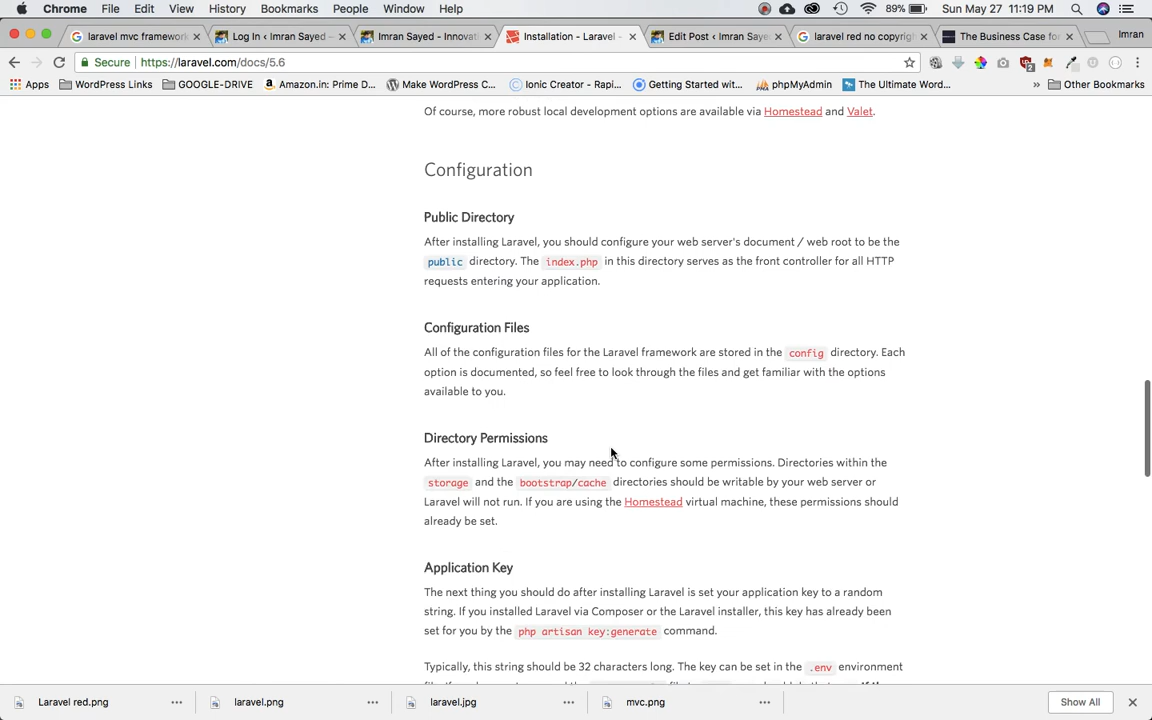 Chrome File Edit View History Bookmarks People Window Help 89% Sun May 27 11:19 PM
laravel mvc framework Log In ‹ Imran Sayed – Imran Sayed - Innovati Installation - Laravel - Edit Post ‹ Imran Saye laravel red no copyrigh The Business Case for Imran
Secure https://laravel.com/docs/5.6
Apps WordPress Links GOOGLE-DRIVE Amazon.in: Prime D... Make WordPress C... Ionic Creator - Rapi... Getting Started wit... phpMyAdmin The Ultimate Word... » Other Bookmarks
Of course, more robust local development options are available via Homestead and Valet.
Configuration
Public Directory
After installing Laravel, you should configure your web server's document / web root to be the
public directory. The index.php in this directory serves as the front controller for all HTTP
requests entering your application.
Configuration Files
All of the configuration files for the Laravel framework are stored in the config directory. Each
option is documented, so feel free to look through the files and get familiar with the options
available to you.
Directory Permissions
After installing Laravel, you may need to configure some permissions. Directories within the
storage and the bootstrap/cache directories should be writable by your web server or
Laravel will not run. If you are using the Homestead virtual machine, these permissions should
already be set.
Application Key
The next thing you should do after installing Laravel is set your application key to a random
string. If you installed Laravel via Composer or the Laravel installer, this key has already been
set for you by the php artisan key:generate command.
Typically, this string should be 32 characters long. The key can be set in the .env environment
Laravel red.png laravel.png laravel.jpg mvc.png Show All